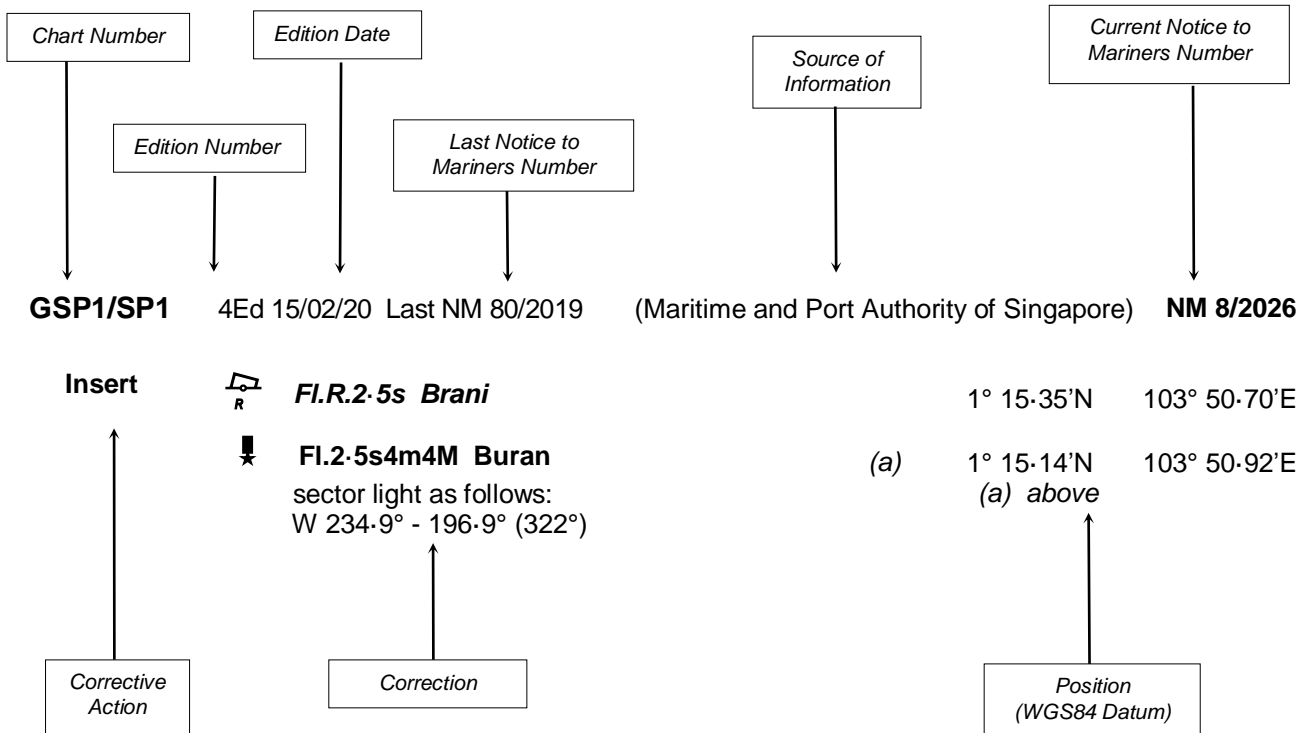 Chart Number
Edition Date
Current Notice to
Mariners Number
Source of
Information
Edition Number
Last Notice to
Mariners Number
GSP1/SP1 4Ed 15/02/20 Last NM 80/2019 (Maritime and Port Authority of Singapore) NM 8/2026
Insert R Fl.R.2·5s Brani 1° 15·35’N 103° 50·70’E
Fl.2·5s4m4M Buran (a) 1° 15·14’N 103° 50·92’E
sector light as follows: (a) above
W 234·9° - 196·9° (322°)
Corrective
Action
Correction
Position
(WGS84 Datum)